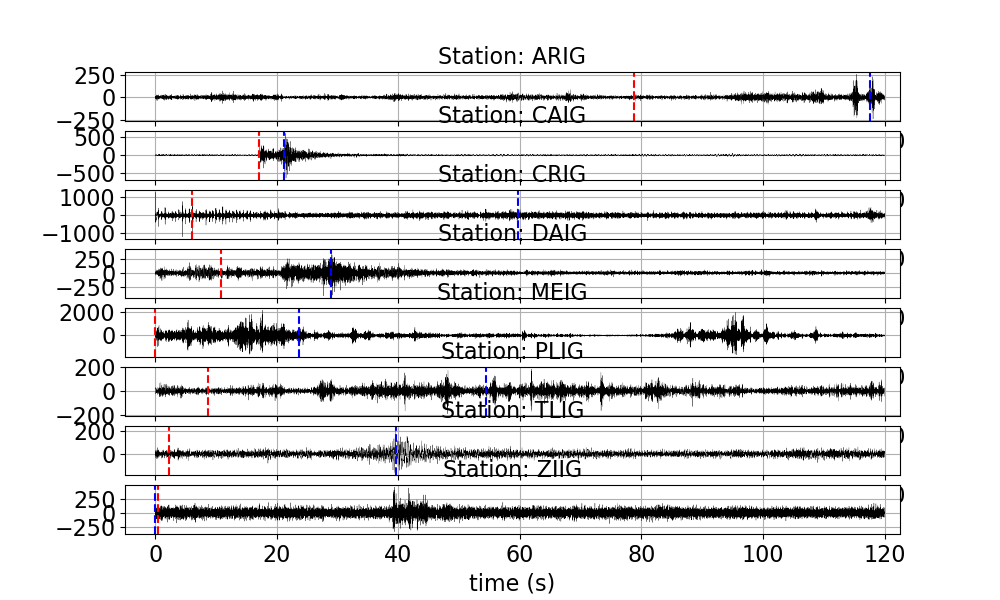 Station: ARIG
250
0
−250
Station: CAIG
500
0
−500
Station: CRIG
1000
0
−1000
Station: DAIG
250
0
−250
Station: MEIG
2000
0
Station: PLIG
200
0
−200
Station: TLIG
200
0
Station: ZIIG
250
0
−250
0 20 40 60 80 100 120
time (s)